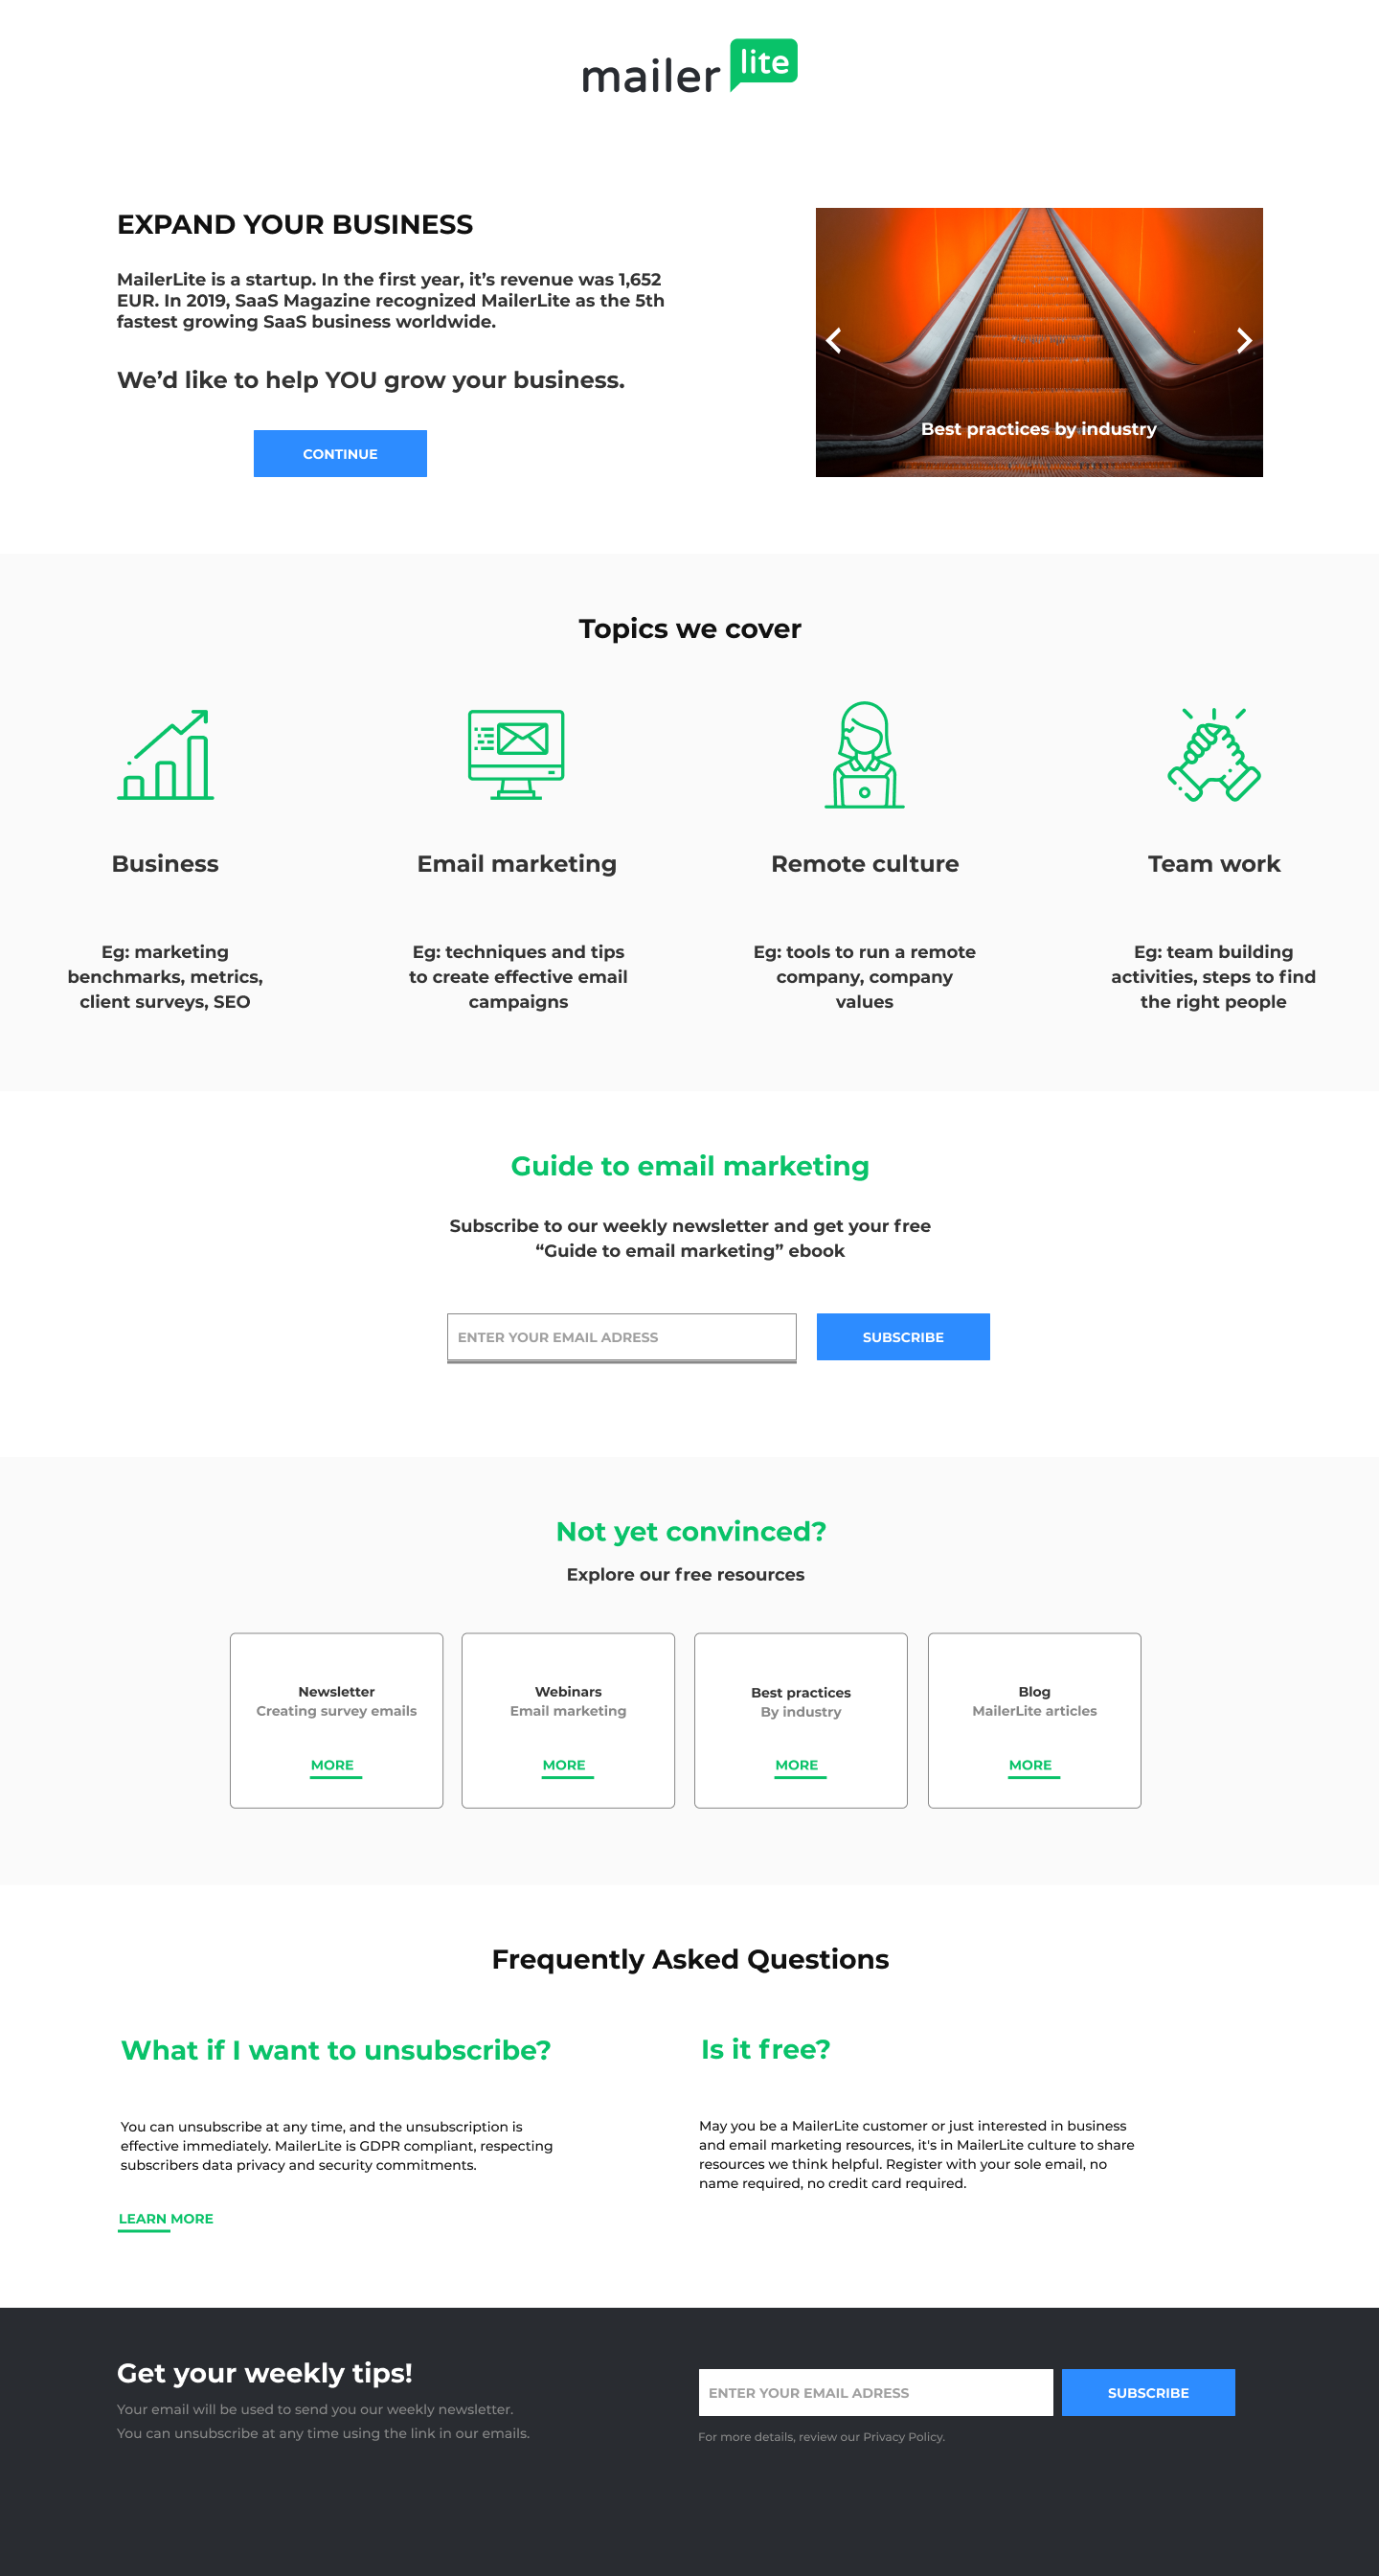 mailer lite
EXPAND YOUR BUSINESS
MailerLite is a startup. In the first year, it’s revenue was 1,652
EUR. In 2019, SaaS Magazine recognized MailerLite as the 5th
fastest growing SaaS business worldwide.
We’d like to help YOU grow your business.
CONTINUE
Best practices by industry
Topics we cover
Business
Eg: marketing
benchmarks, metrics,
client surveys, SEO
Email marketing
Eg: techniques and tips
to create effective email
campaigns
Remote culture
Eg: tools to run a remote
company, company
values
Team work
Eg: team building
activities, steps to find
the right people
Guide to email marketing
Subscribe to our weekly newsletter and get your free
“Guide to email marketing” ebook
ENTER YOUR EMAIL ADRESS
SUBSCRIBE
Not yet convinced?
Explore our free resources
Newsletter
Creating survey emails
MORE
Webinars
Email marketing
MORE
Best practices
By industry
MORE
Blog
MailerLite articles
MORE
Frequently Asked Questions
What if I want to unsubscribe?
You can unsubscribe at any time, and the unsubscription is
effective immediately. MailerLite is GDPR compliant, respecting
subscribers data privacy and security commitments.
LEARN MORE
Is it free?
May you be a MailerLite customer or just interested in business
and email marketing resources, it's in MailerLite culture to share
resources we think helpful. Register with your sole email, no
name required, no credit card required.
Get your weekly tips!
Your email will be used to send you our weekly newsletter.
You can unsubscribe at any time using the link in our emails.
ENTER YOUR EMAIL ADRESS
SUBSCRIBE
For more details, review our Privacy Policy.